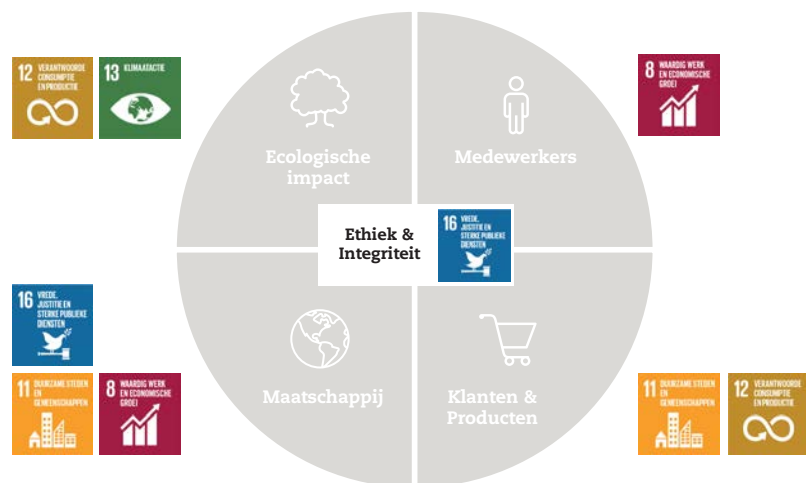 12 VERANTWOORDE
CONSUMPTIE
EN PRODUCTIE
13 KLIMAATACTIE
8 WAARDIG WERK
EN ECONOMISCHE
GROEI
Ecologische
impact
Medewerkers
Ethiek &
Integriteit
16 VREDE,
JUSTITIE EN
STERKE PUBLIEKE
DIENSTEN
16 VREDE,
JUSTITIE EN
STERKE PUBLIEKE
DIENSTEN
11 DUURZAME STEDEN
EN
GEMEENSCHAPPEN
8 WAARDIG WERK
EN ECONOMISCHE
GROEI
Maatschappij
Klanten &
Producten
11 DUURZAME STEDEN
EN
GEMEENSCHAPPEN
12 VERANTWOORDE
CONSUMPTIE
EN PRODUCTIE